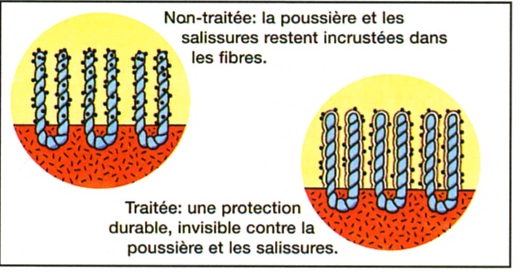 Non-traitée: la poussière et les
salissures restent incrustées dans
les fibres.
Traitée: une protection
durable, invisible contre la
poussière et les salissures.